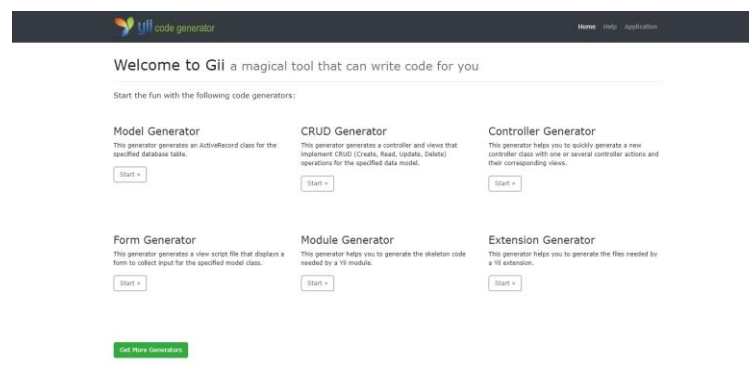 yii code generator
Home Help Application
Welcome to Gii a magical tool that can write code for you
Start the fun with the following code generators:
Model Generator
This generator generates an ActiveRecord class for the
specified database table.
Start »
CRUD Generator
This generator generates a controller and views that
implement CRUD (Create, Read, Update, Delete)
operations for the specified data model.
Start »
Controller Generator
This generator helps you to quickly generate a new
controller class with one or several controller actions and
their corresponding views.
Start »
Form Generator
This generator generates a view script file that displays a
form to collect input for the specified model class.
Start »
Module Generator
This generator helps you to generate the skeleton code
needed by a Yii module.
Start »
Extension Generator
This generator helps you to generate the files needed by
a Yii extension.
Start »
Get More Generators